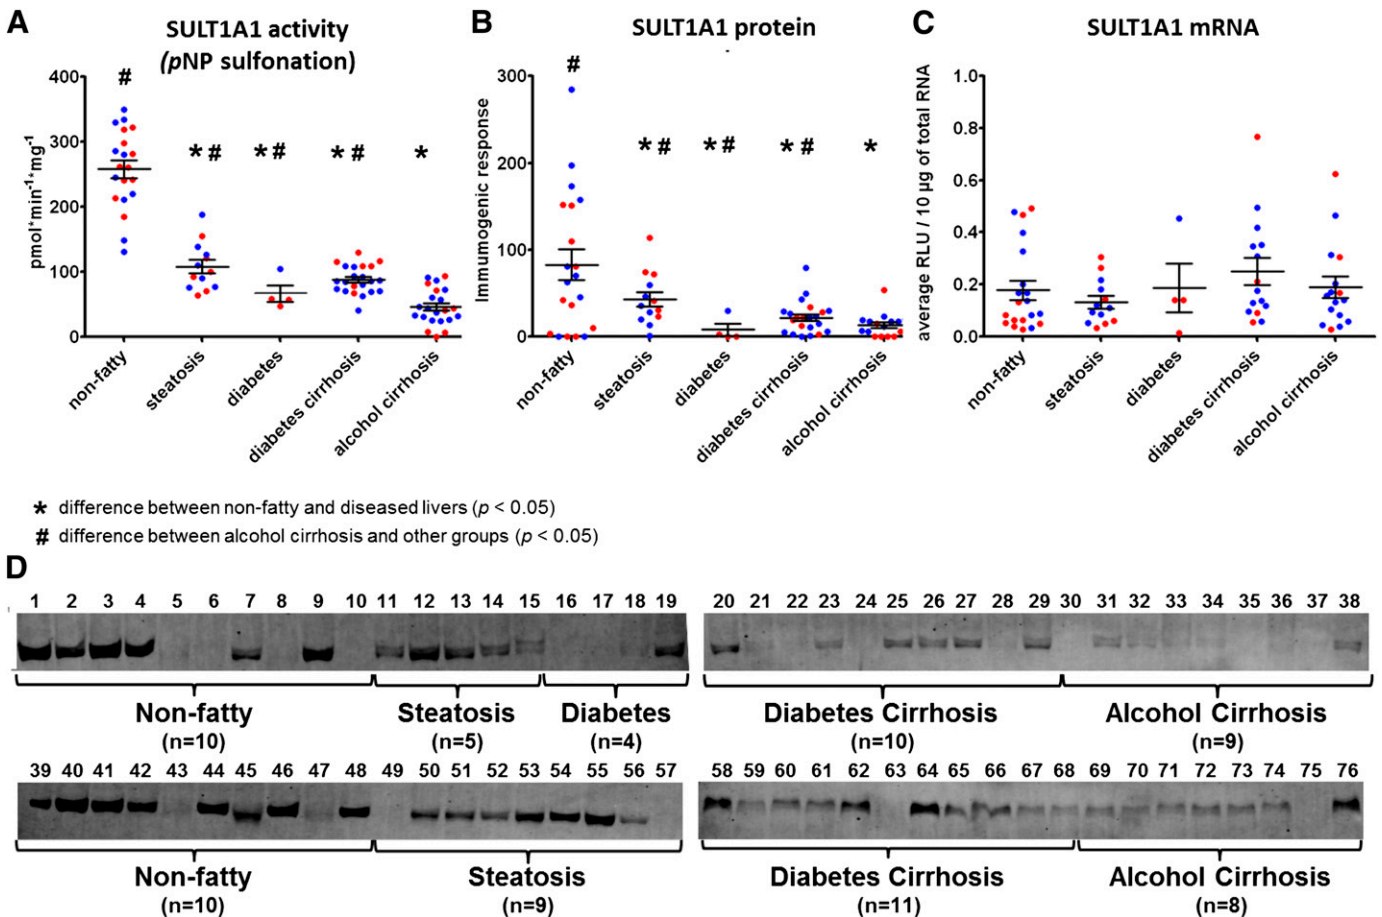 A
SULT1A1 activity
(pNP sulfonation)
pmol*min⁻¹*mg⁻¹
400
300
200
100
0
#
* #
* #
* #
*
non-fatty
steatosis
diabetes
diabetes cirrhosis
alcohol cirrhosis
B
SULT1A1 protein
Immumogenic response
300
200
100
0
#
* #
* #
* #
*
non-fatty
steatosis
diabetes
diabetes cirrhosis
alcohol cirrhosis
C
SULT1A1 mRNA
average RLU / 10 µg of total RNA
1.0
0.8
0.6
0.4
0.2
0.0
non-fatty
steatosis
diabetes
diabetes cirrhosis
alcohol cirrhosis
* difference between non-fatty and diseased livers (p < 0.05)
# difference between alcohol cirrhosis and other groups (p < 0.05)
D
1 2 3 4 5 6 7 8 9 10 11 12 13 14 15 16 17 18 19 20 21 22 23 24 25 26 27 28 29 30 31 32 33 34 35 36 37 38
Non-fatty Steatosis Diabetes Diabetes Cirrhosis Alcohol Cirrhosis
(n=10) (n=5) (n=4) (n=10) (n=9)
39 40 41 42 43 44 45 46 47 48 49 50 51 52 53 54 55 56 57 58 59 60 61 62 63 64 65 66 67 68 69 70 71 72 73 74 75 76
Non-fatty Steatosis Diabetes Cirrhosis Alcohol Cirrhosis
(n=10) (n=9) (n=11) (n=8)